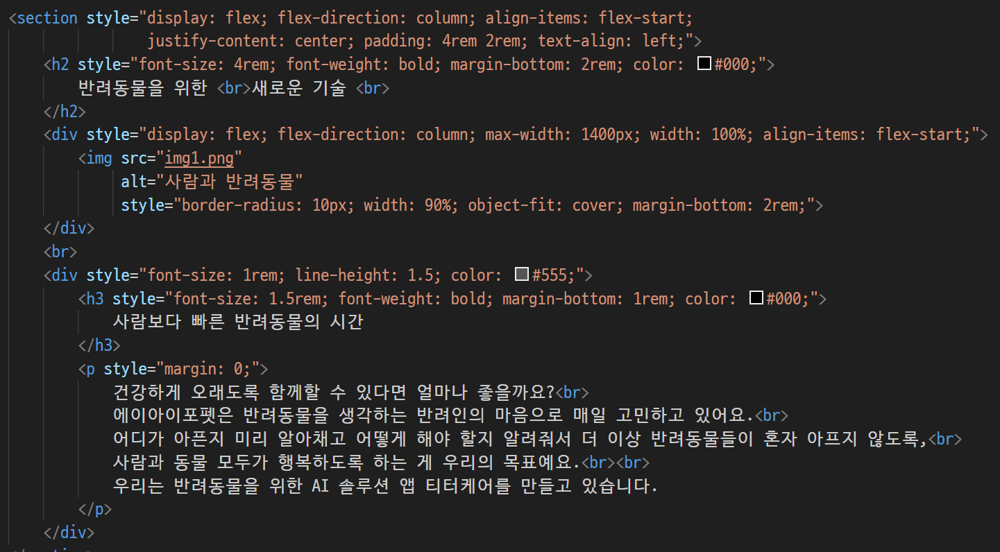 <section style="display: flex; flex-direction: column; align-items: flex-start;
justify-content: center; padding: 4rem 2rem; text-align: left;">
<h2 style="font-size: 4rem; font-weight: bold; margin-bottom: 2rem; color: #000;">
반려동물을 위한 <br>새로운 기술 <br>
</h2>
<div style="display: flex; flex-direction: column; max-width: 1400px; width: 100%; align-items: flex-start;">
<img src="img1.png"
alt="사람과 반려동물"
style="border-radius: 10px; width: 90%; object-fit: cover; margin-bottom: 2rem;">
</div>
<br>
<div style="font-size: 1rem; line-height: 1.5; color: #555;">
<h3 style="font-size: 1.5rem; font-weight: bold; margin-bottom: 1rem; color: #000;">
사람보다 빠른 반려동물의 시간
</h3>
<p style="margin: 0;">
건강하게 오래도록 함께할 수 있다면 얼마나 좋을까요?<br>
에이아이포펫은 반려동물을 생각하는 반려인의 마음으로 매일 고민하고 있어요.<br>
어디가 아픈지 미리 알아채고 어떻게 해야 할지 알려줘서 더 이상 반려동물들이 혼자 아프지 않도록,<br>
사람과 동물 모두가 행복하도록 하는 게 우리의 목표예요.<br><br>
우리는 반려동물을 위한 AI 솔루션 앱 티터케어를 만들고 있습니다.
</p>
</div>